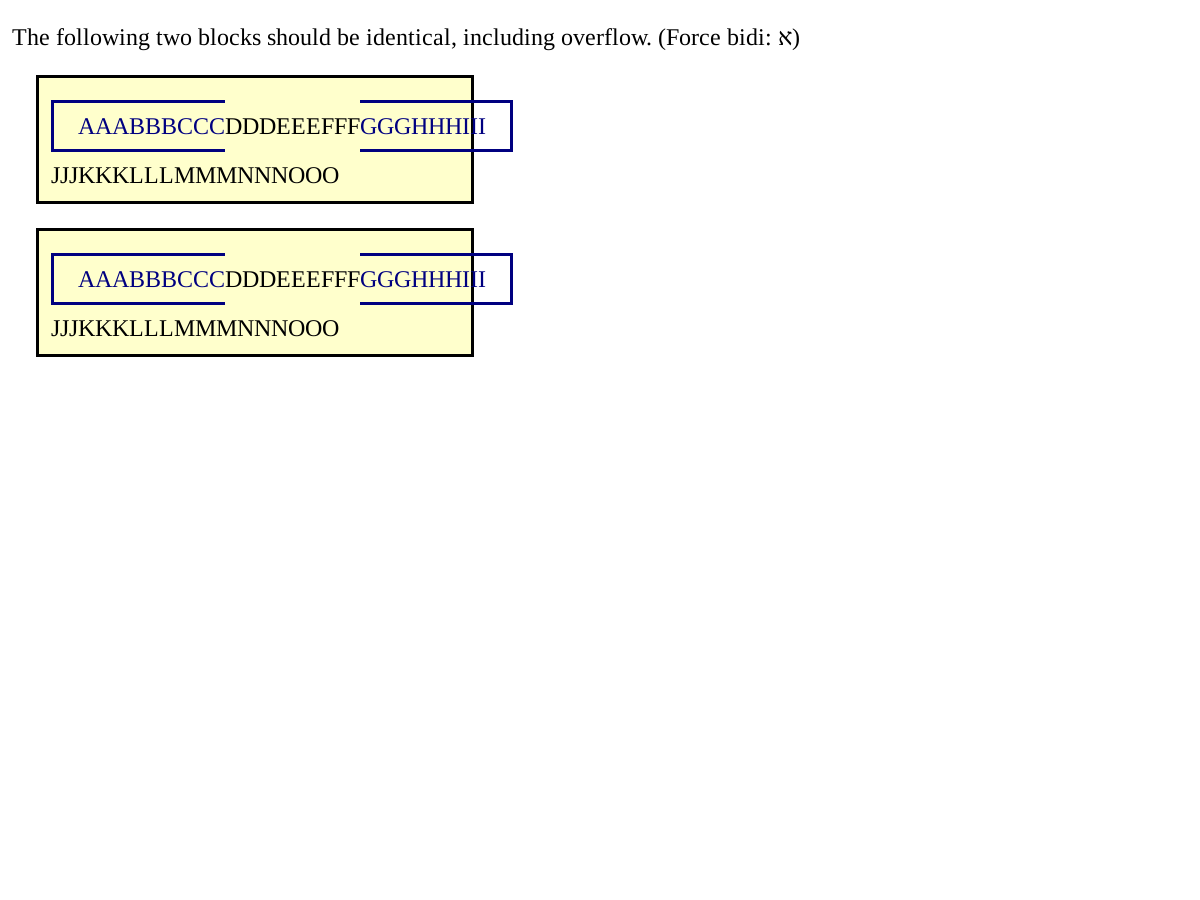 The following two blocks should be identical, including overflow. (Force bidi: א)
AAABBBCCCDDDEEEFFFGGGHHHIII
JJJKKKLLLMMMNNNOOO
AAABBBCCCDDDEEEFFFGGGHHHIII
JJJKKKLLLMMMNNNOOO